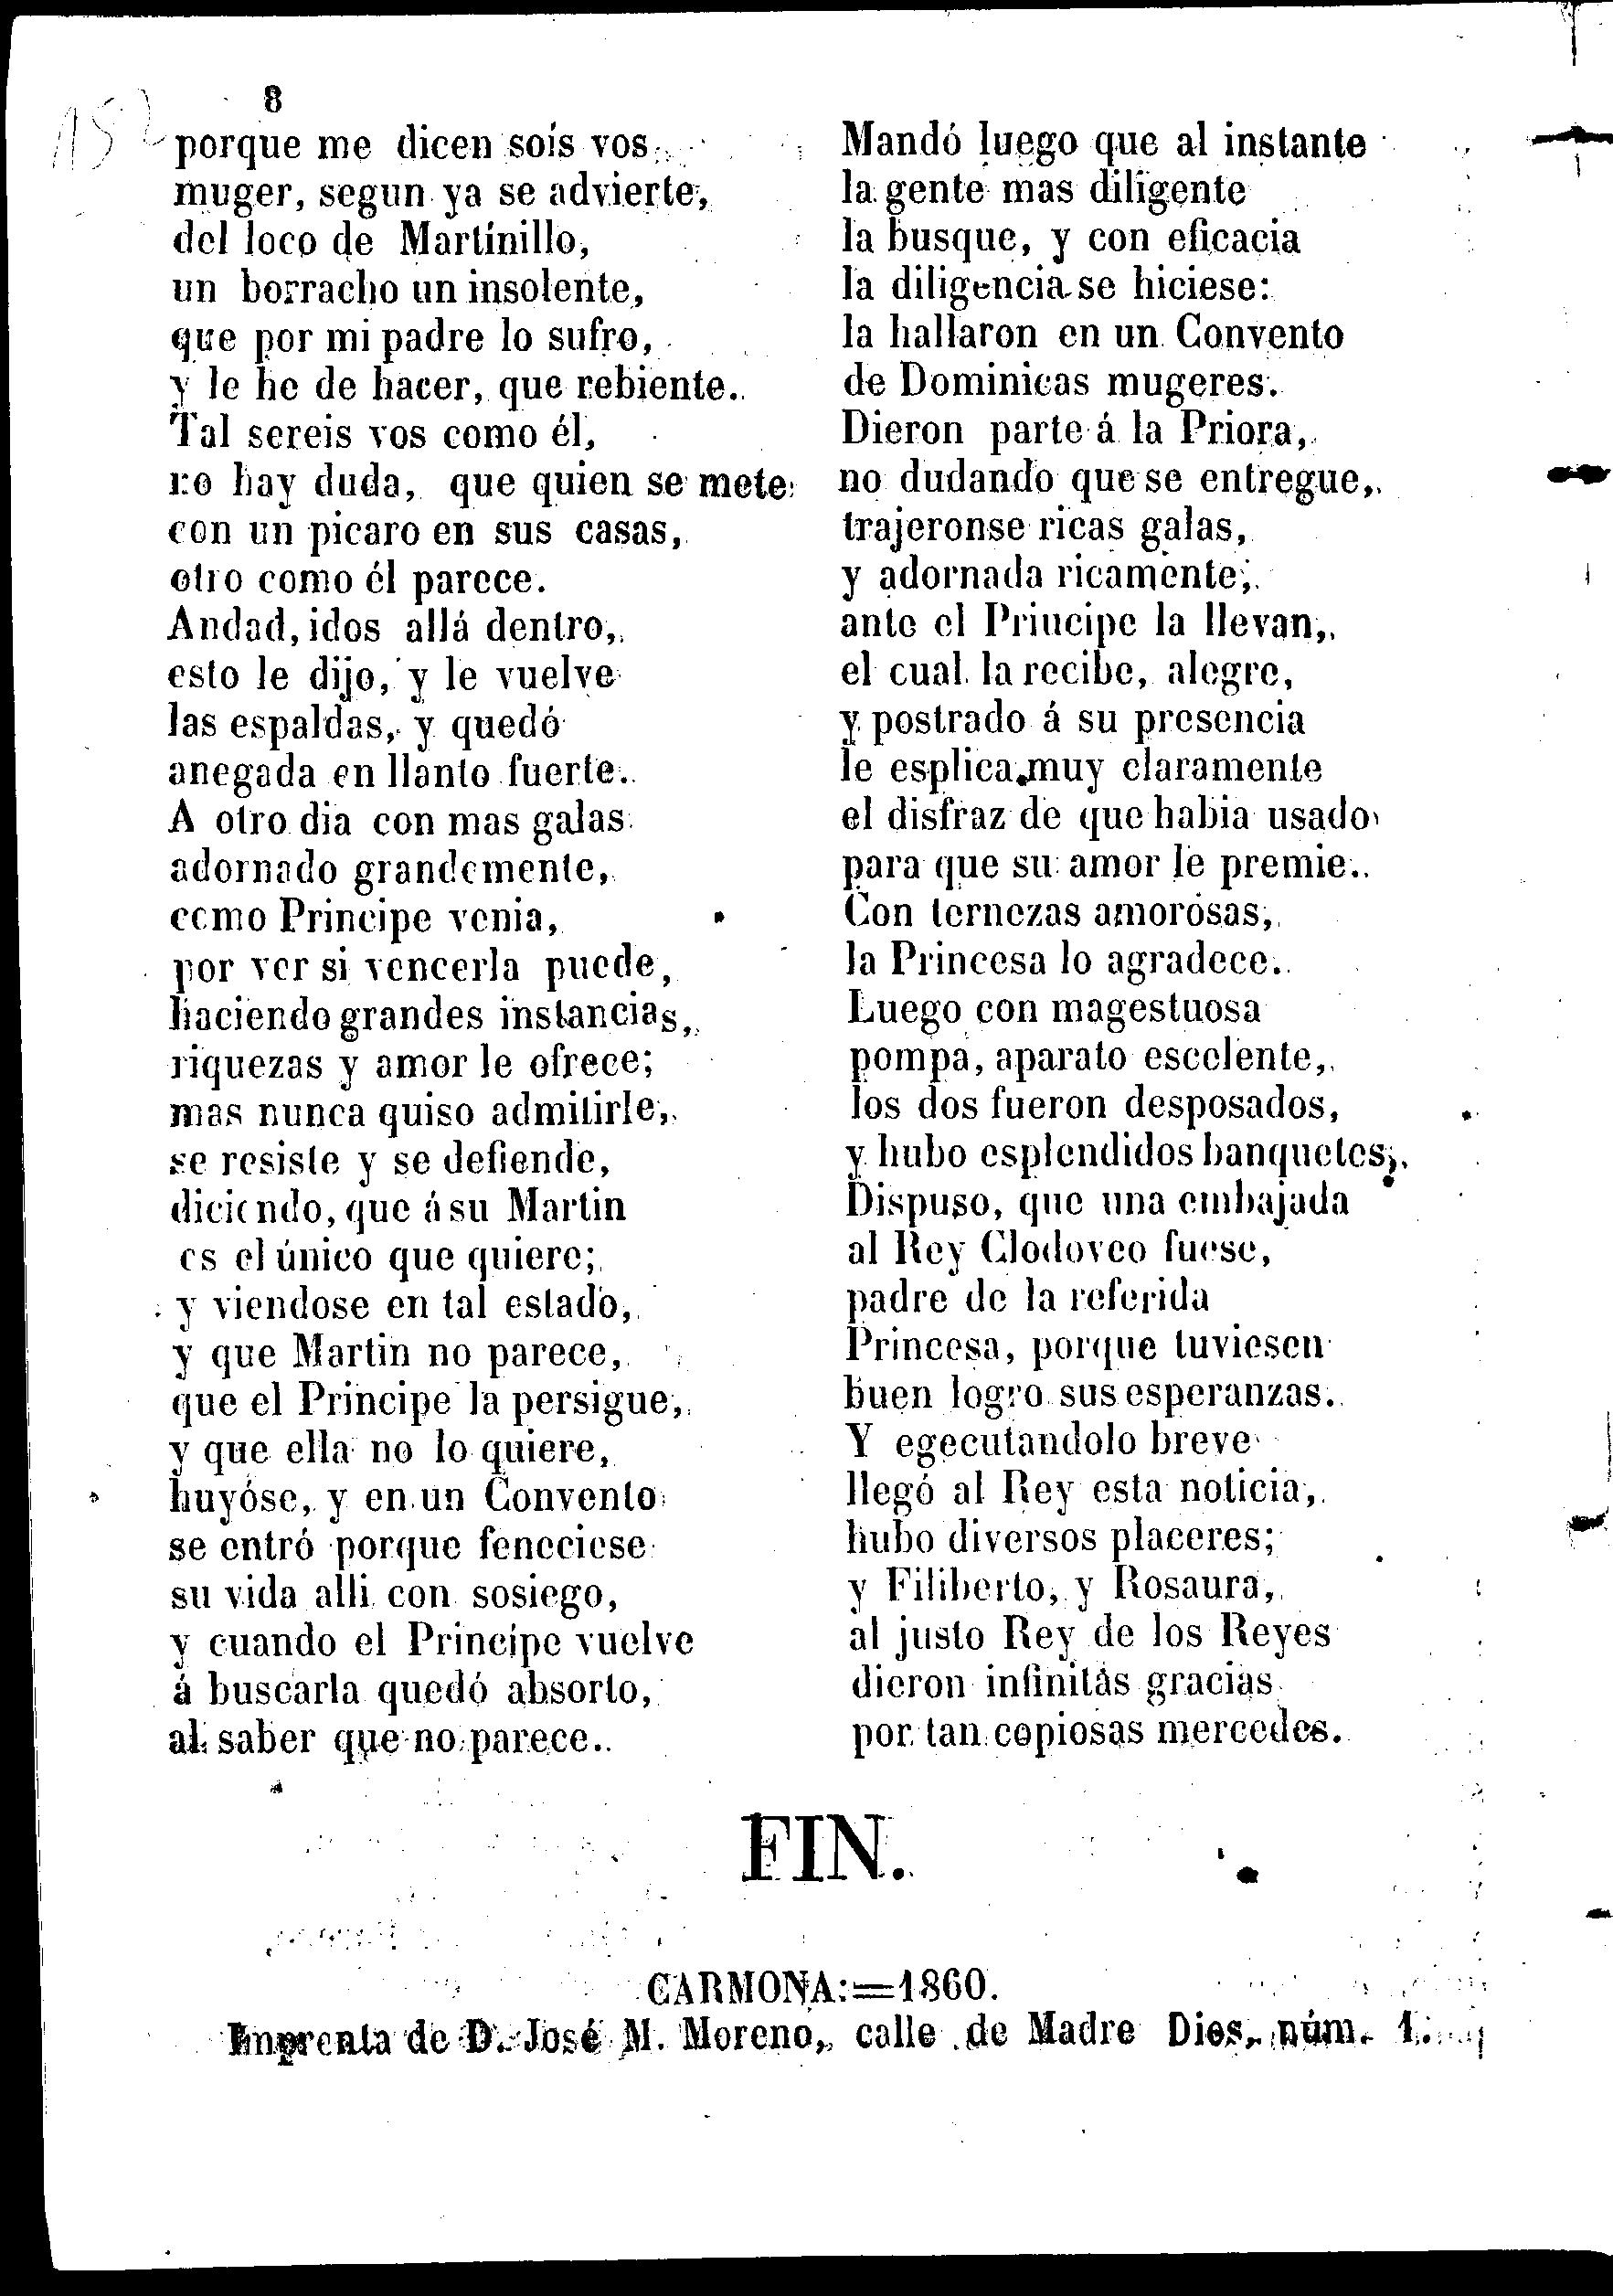 8
152
porque me dicen sois vos
muger, segun ya se advierte,
del loco de Martinillo,
un borracho un insolente,
que por mi padre lo sufro,
y le he de hacer, que rebiente.
Tal sereis vos como él,
no hay duda, que quien se mete
con un picaro en sus casas,
otro como él parece.
Andad, idos allá dentro,
esto le dijo, y le vuelve
las espaldas, y quedó
anegada en llanto fuerte.
A otro dia con mas galas
adornado grandemente,
como Principe venia,
por ver si vencerla puede,
haciendo grandes instancias,
riquezas y amor le ofrece;
mas nunca quiso admitirle,
se resiste y se defiende,
diciendo, que á su Martin
es el único que quiere;
y viendose en tal estado,
y que Martin no parece,
que el Principe la persigue,
y que ella no lo quiere,
huyóse, y en un Convento
se entró porque feneciese
su vida alli con sosiego,
y cuando el Principe vuelve
á buscarla quedó absorto,
al saber que no parece.
Mandó luego que al instante
la gente mas diligente
la busque, y con eficacia
la diligencia se hiciese:
la hallaron en un Convento
de Dominicas mugeres.
Dieron parte á la Priora,
no dudando que se entregue,
trajeronse ricas galas,
y adornada ricamente,
ante el Priucipe la llevan,
el cual la recibe, alegre,
y postrado á su presencia
le esplica muy claramente
el disfraz de que habia usado
para que su amor le premie.
Con ternezas amorosas,
la Princesa lo agradece.
Luego con magestuosa
pompa, aparato escelente,
los dos fueron desposados,
y hubo esplendidos banquetes;
Dispuso, que una embajada
al Rey Clodoveo fuese,
padre de la referida
Princesa, porque tuviesen
buen logro sus esperanzas.
Y egecutandolo breve
llegó al Rey esta noticia,
hubo diversos placeres;
y Filiberto, y Rosaura,
al justo Rey de los Reyes
dieron infinitas gracias
por tan copiosas mercedes.
FIN.
CARMONA:=1860.
Imprenta de D. José M. Moreno, calle de Madre Dios, núm. 1.